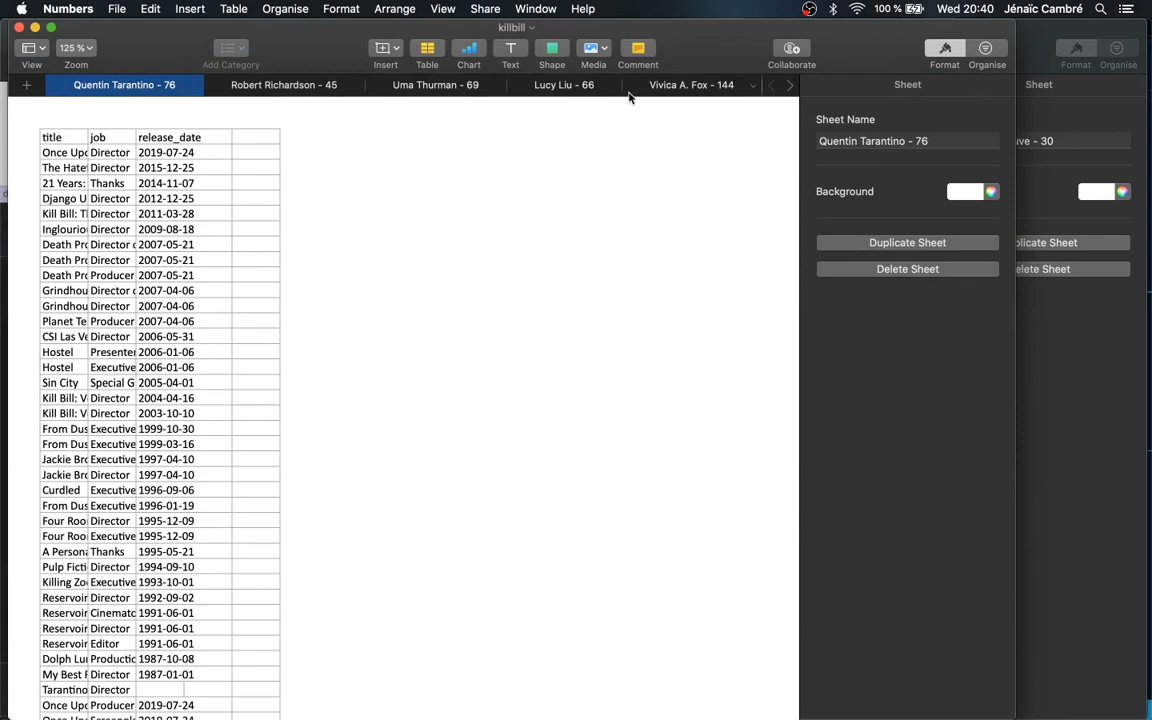 Numbers File Edit Insert Table Organise Format Arrange View Share Window Help 100 % Wed 20:40 Jénaïc Cambré
killbill
125 %
View Zoom Add Category Insert Table Chart Text Shape Media Comment Collaborate Format Organise Format Organise
Quentin Tarantino - 76 Robert Richardson - 45 Uma Thurman - 69 Lucy Liu - 66 Vivica A. Fox - 144 Sheet Sheet
Sheet Name
Quentin Tarantino - 76 uve - 30
Background
Duplicate Sheet plicate Sheet
Delete Sheet elete Sheet
title job release_date
Once Upc Director 2019-07-24
The Hate Director 2015-12-25
21 Years: Thanks 2014-11-07
Django U Director 2012-12-25
Kill Bill: Tl Director 2011-03-28
Inglourio Director 2009-08-18
Death Pro Director o 2007-05-21
Death Pro Director 2007-05-21
Death Pro Producer 2007-05-21
Grindhou Director o 2007-04-06
Grindhou Director 2007-04-06
Planet Te Producer 2007-04-06
CSI Las Ve Director 2006-05-31
Hostel Presenter 2006-01-06
Hostel Executive 2006-01-06
Sin City Special G 2005-04-01
Kill Bill: V Director 2004-04-16
Kill Bill: V Director 2003-10-10
From Dus Executive 1999-10-30
From Dus Executive 1999-03-16
Jackie Bro Executive 1997-04-10
Jackie Bro Director 1997-04-10
Curdled Executive 1996-09-06
From Dus Executive 1996-01-19
Four Roo Director 1995-12-09
Four Roo Executive 1995-12-09
A Persona Thanks 1995-05-21
Pulp Ficti Director 1994-09-10
Killing Zo Executive 1993-10-01
Reservoir Director 1992-09-02
Reservoir Cinemato 1991-06-01
Reservoir Director 1991-06-01
Reservoir Editor 1991-06-01
Dolph Lu Productio 1987-10-08
My Best F Director 1987-01-01
Tarantino Director
Once Upc Producer 2019-07-24